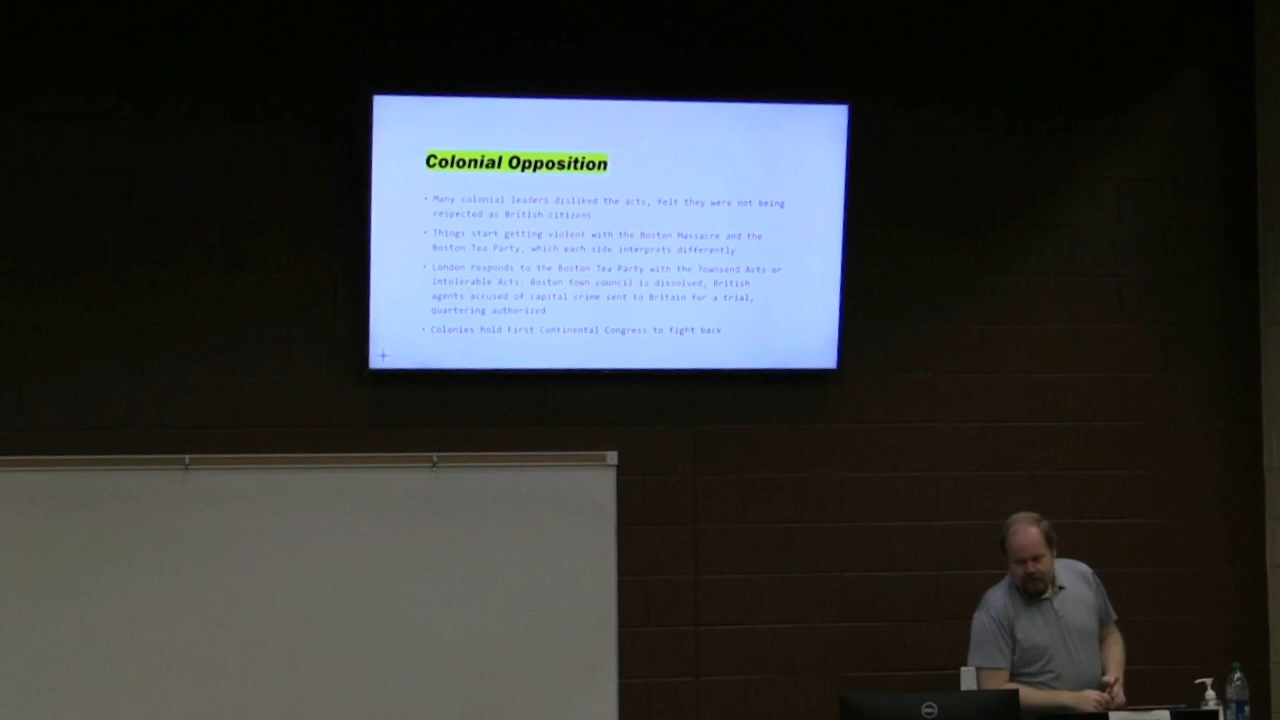 Colonial Opposition
• Many colonial leaders disliked the acts, felt they were not being
respected as British citizens
• Things start getting violent with the Boston Massacre and the
Boston Tea Party, which each side interprets differently
• London responds to the Boston Tea Party with the Townsend Acts or
Intolerable Acts: Boston town council is dissolved, British
agents accused of capital crime sent to Britain for a trial,
quartering authorized
• Colonies hold First Continental Congress to fight back
DELL